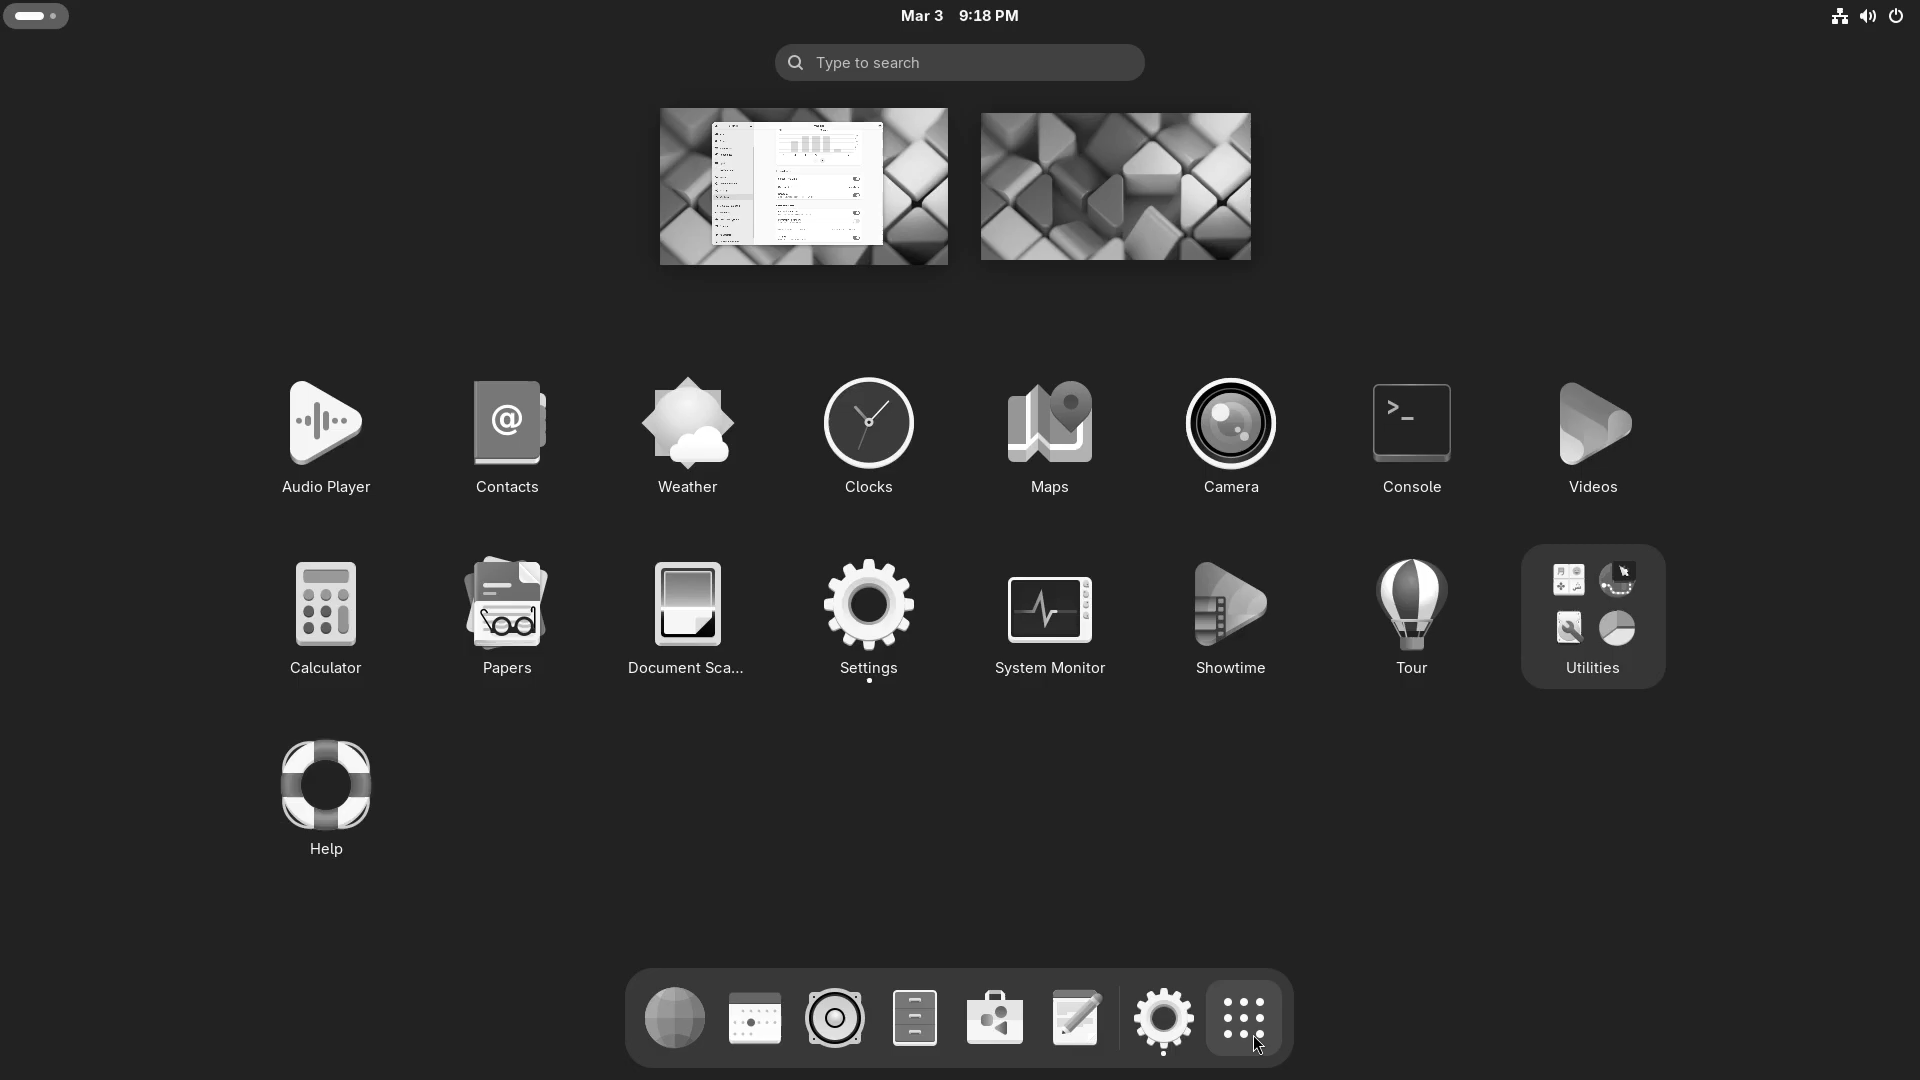 Mar 3 9:18 PM
Type to search
Audio Player
Contacts
Weather
Clocks
Maps
Camera
Console
Videos
Calculator
Papers
Document Sca...
Settings
System Monitor
Showtime
Tour
Utilities
Help